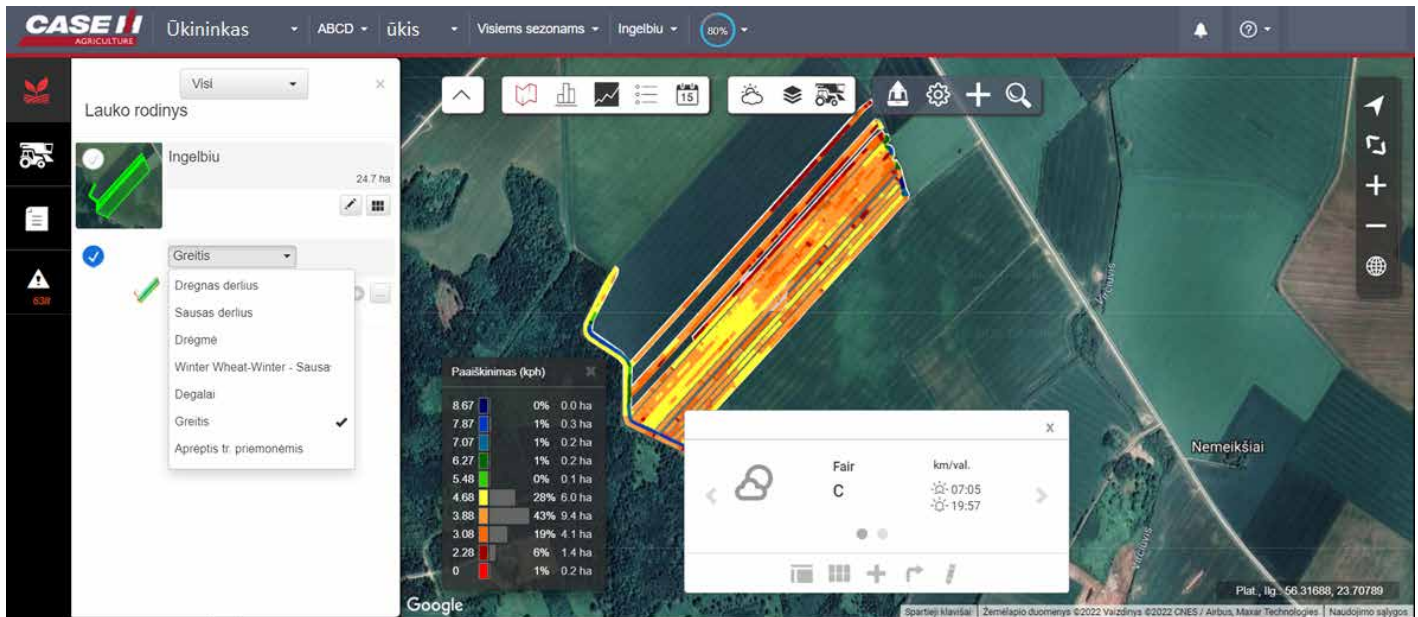 CASE IH
AGRICULTURE
Ūkininkas ABCD ūkis Visiems sezonams Ingelbiu 80%
Visi
Lauko rodinys
Ingelbiu
24.7 ha
Greitis
Drėgnas derlius
Sausas derlius
Drėgmė
Winter Wheat-Winter - Sausa
Degalai
Greitis
Aprėptis tr. priemonėmis
15
Paaiškinimas (kph)
8.67 0% 0.0 ha
7.87 1% 0.3 ha
7.07 1% 0.2 ha
6.27 1% 0.2 ha
5.48 0% 0.1 ha
4.68 28% 6.0 ha
3.88 43% 9.4 ha
3.08 19% 4.1 ha
2.28 6% 1.4 ha
0 1% 0.2 ha
x
Fair km/val.
C 07:05
19:57
Virčiuvis
Nemeikšiai
Virčiuvis
Plat., Ilg.: 56.31688, 23.70789
Google
Spartieji klavišai Žemėlapio duomenys ©2022 Vaizdinys ©2022 CNES / Airbus, Maxar Technologies Naudojimo sąlygos